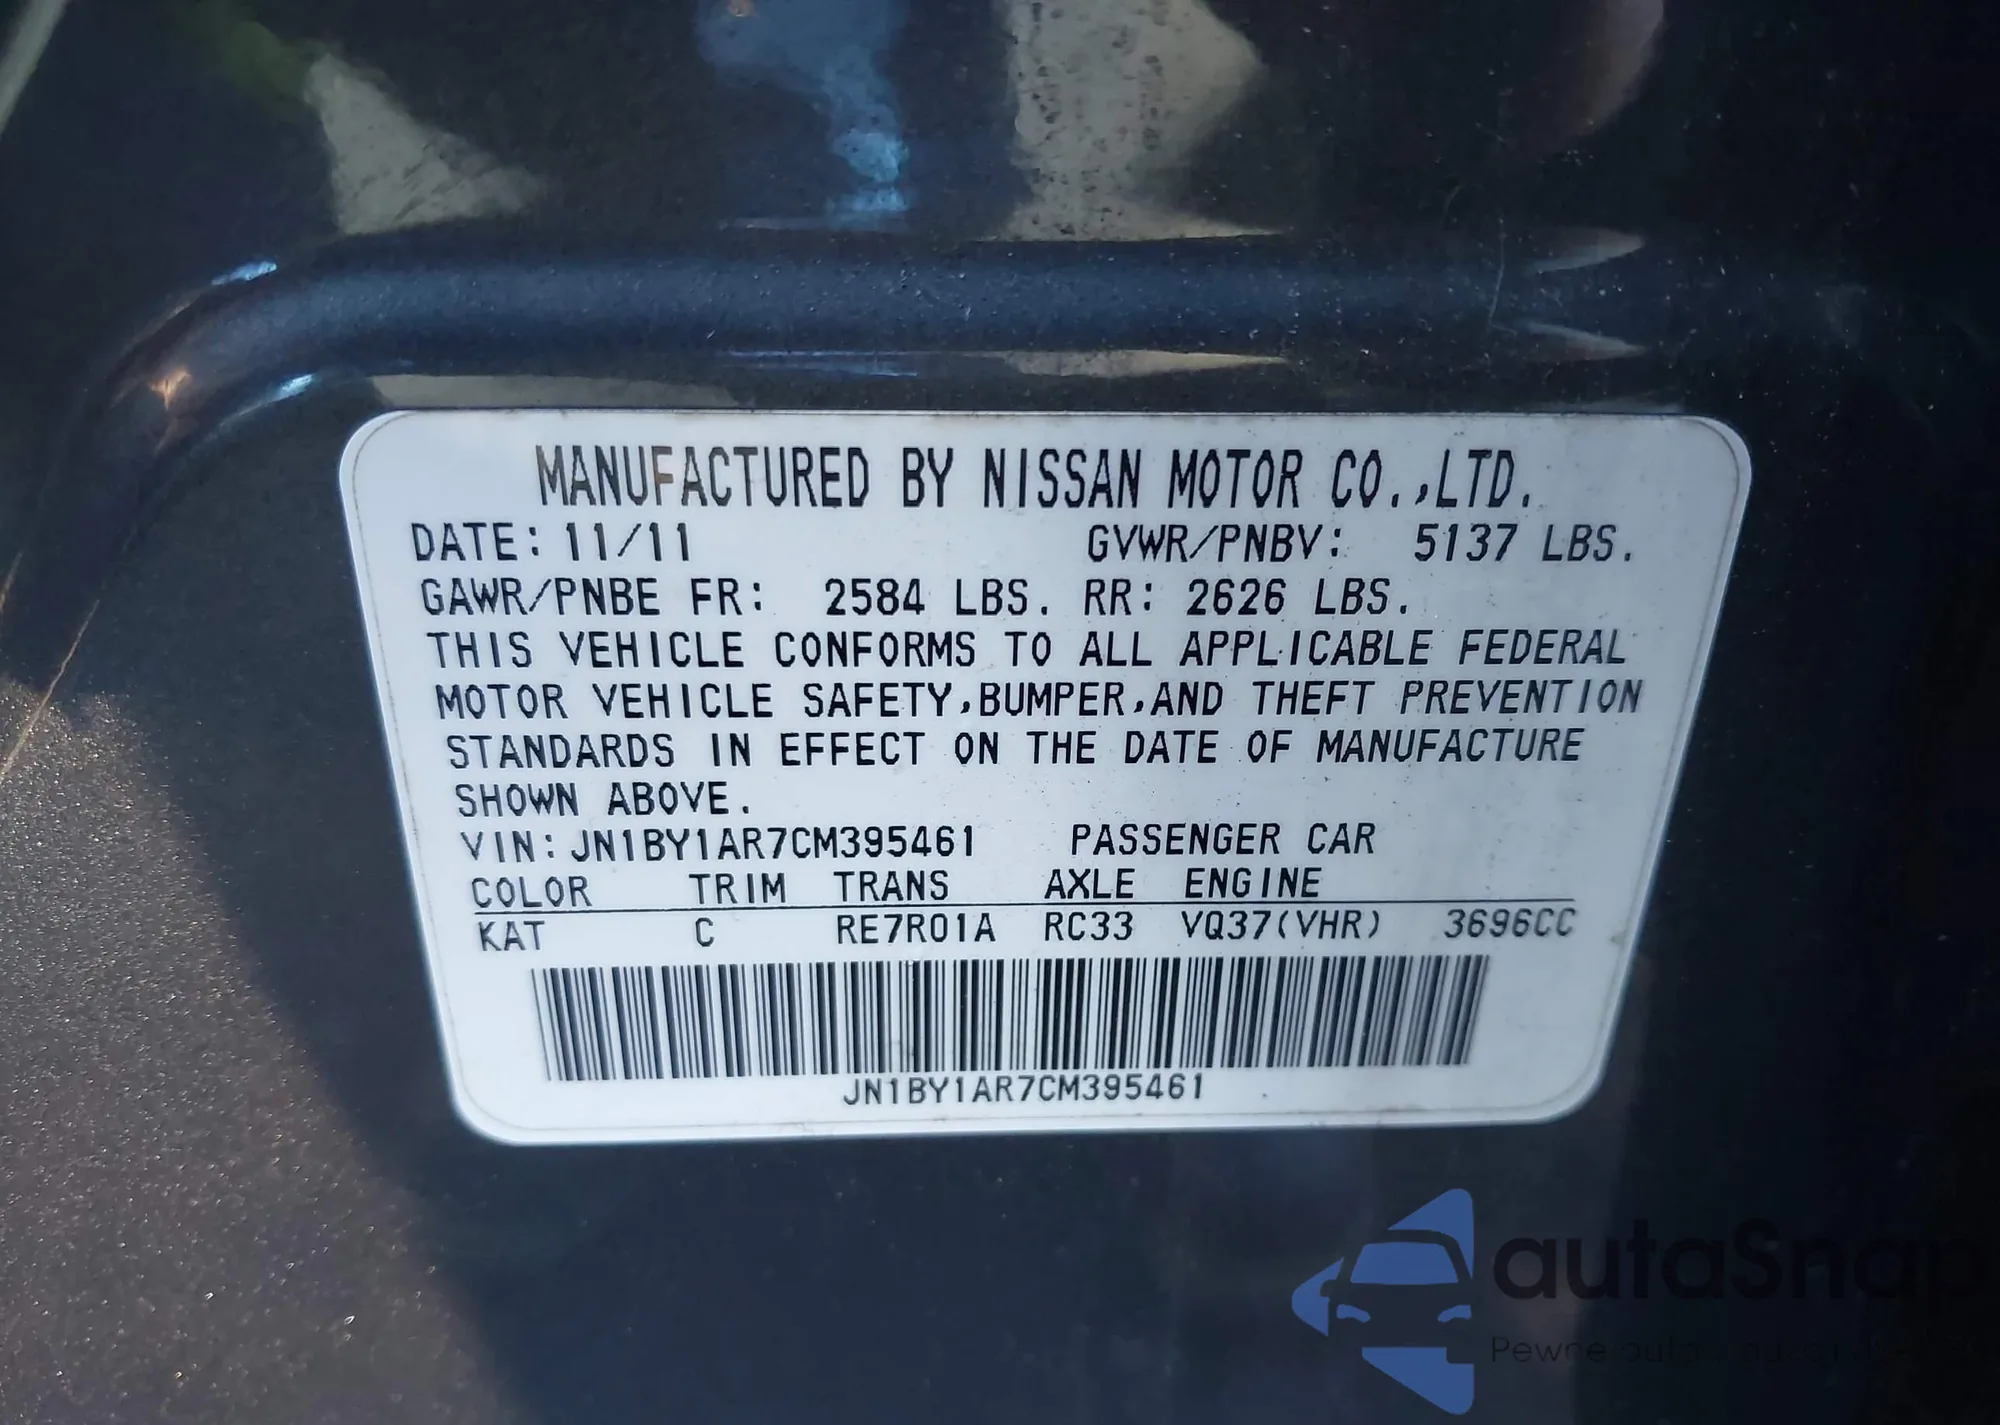 MANUFACTURED BY NISSAN MOTOR CO.,LTD.
DATE: 11/11 GVWR/PNBV: 5137 LBS.
GAWR/PNBE FR: 2584 LBS. RR: 2626 LBS.
THIS VEHICLE CONFORMS TO ALL APPLICABLE FEDERAL
MOTOR VEHICLE SAFETY,BUMPER,AND THEFT PREVENTION
STANDARDS IN EFFECT ON THE DATE OF MANUFACTURE
SHOWN ABOVE.
VIN: JN1BY1AR7CM395461 PASSENGER CAR
COLOR TRIM TRANS AXLE ENGINE
KAT C RE7R01A RC33 VQ37(VHR) 3696CC
JN1BY1AR7CM395461
autaSnap
Pewne auta